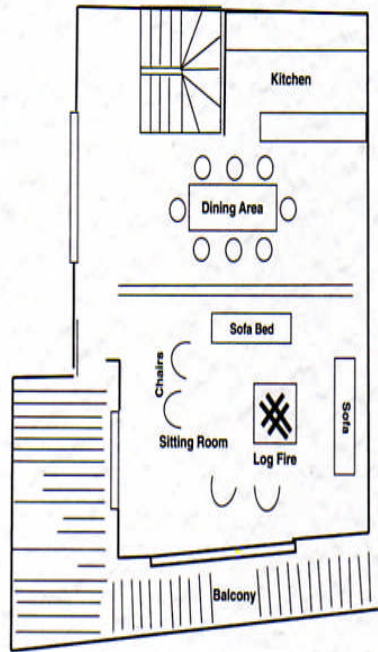 Kitchen
Dining Area
Sofa Bed
Chairs
Sofa
Sitting Room
Log Fire
Balcony